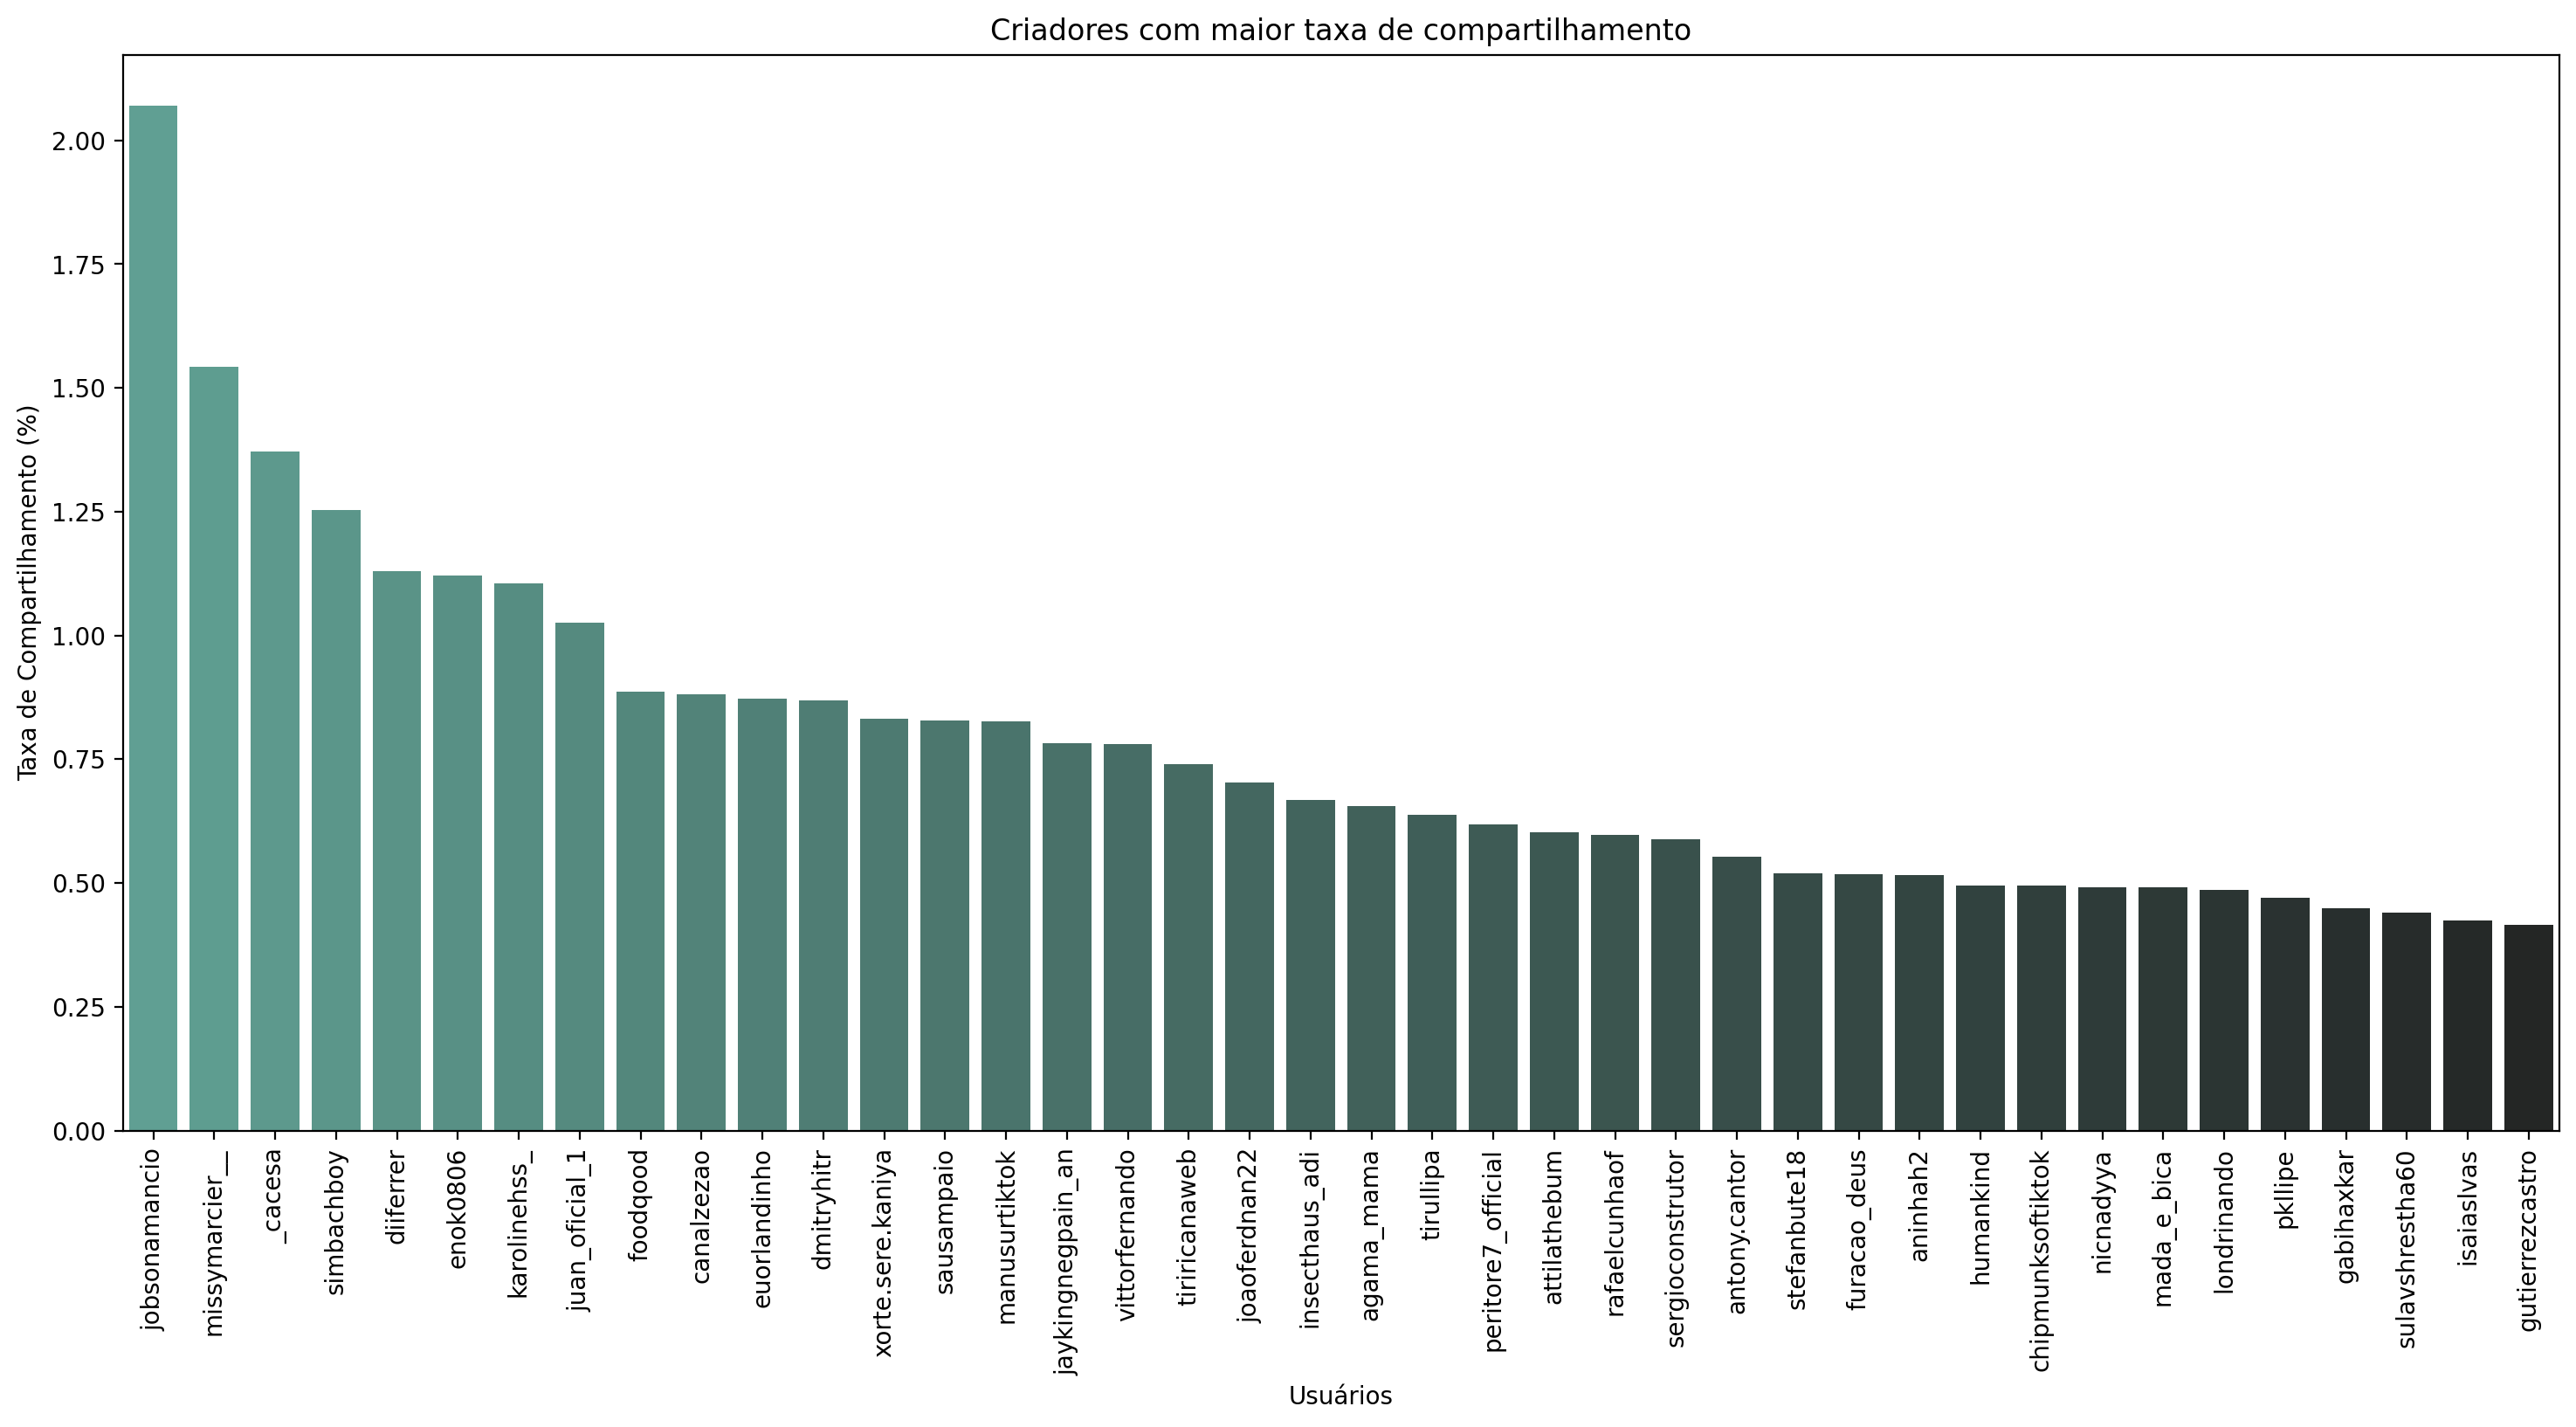 Criadores com maior taxa de compartilhamento
Taxa de Compartilhamento (%)
2.00
1.75
1.50
1.25
1.00
0.75
0.50
0.25
0.00
jobsonamancio
missymarcier__
_cacesa
simbachboy
diiferrer
enok0806
karolinehss_
juan_oficial_1
foodqood
canalzezao
euorlandinho
dmitryhitr
xorte.sere.kaniya
sausampaio
manusurtiktok
jaykingnegpain_an
vittorfernando
tiriricanaweb
joaoferdnan22
insecthaus_adi
agama_mama
tirullipa
peritore7_official
attilathebum
rafaelcunhaof
sergioconstrutor
antony.cantor
stefanbute18
furacao_deus
aninhah2
humankind
chipmunksoftiktok
nicnadyya
mada_e_bica
londrinando
pkllipe
gabihaxkar
sulavshrestha60
isaiaslvas
gutierrezcastro
Usuários